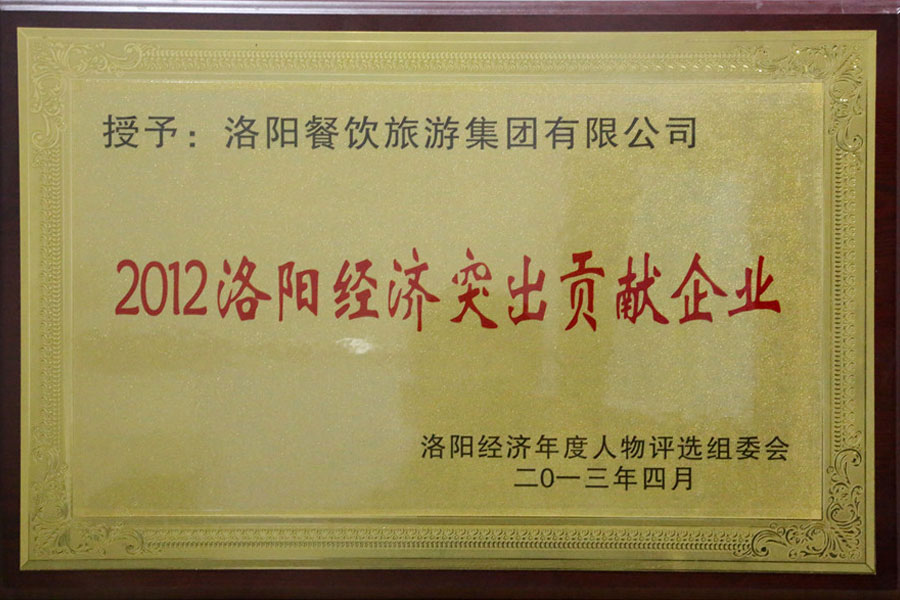 授予：洛阳餐饮旅游集团有限公司
2012洛阳经济突出贡献企业
洛阳经济年度人物评选组委会
二0一三年四月